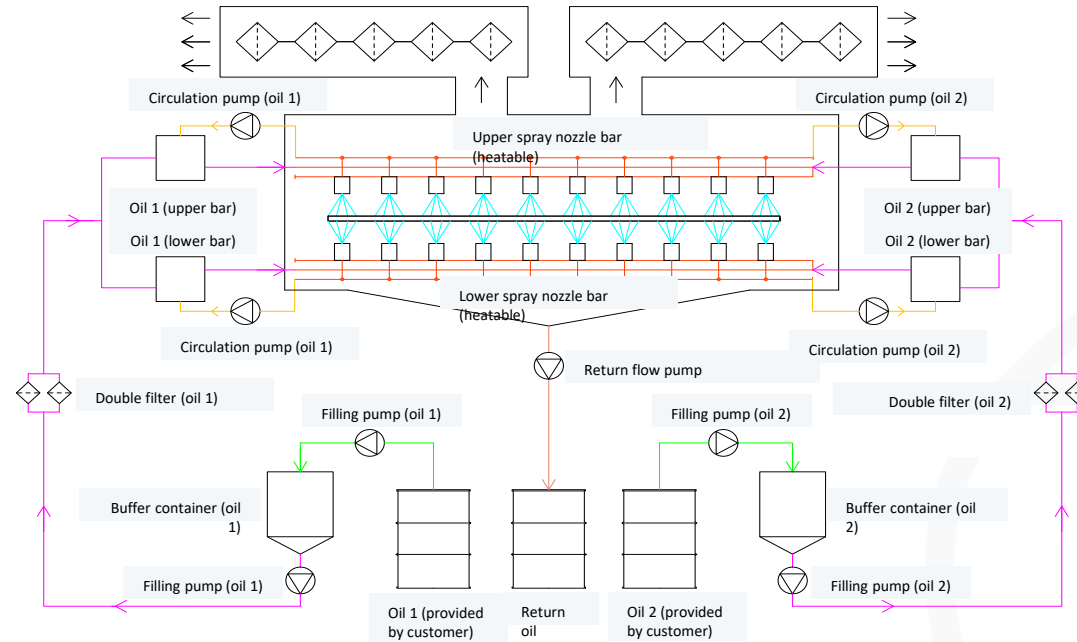 Circulation pump (oil 1)
Circulation pump (oil 2)
Upper spray nozzle bar
(heatable)
Oil 1 (upper bar)
Oil 2 (upper bar)
Oil 1 (lower bar)
Oil 2 (lower bar)
Lower spray nozzle bar
(heatable)
Circulation pump (oil 1)
Circulation pump (oil 2)
Return flow pump
Double filter (oil 1)
Double filter (oil 2)
Filling pump (oil 1)
Filling pump (oil 2)
Buffer container (oil
1)
Buffer container (oil
2)
Filling pump (oil 1)
Filling pump (oil 2)
Oil 1 (provided
by customer)
Return
oil
Oil 2 (provided
by customer)